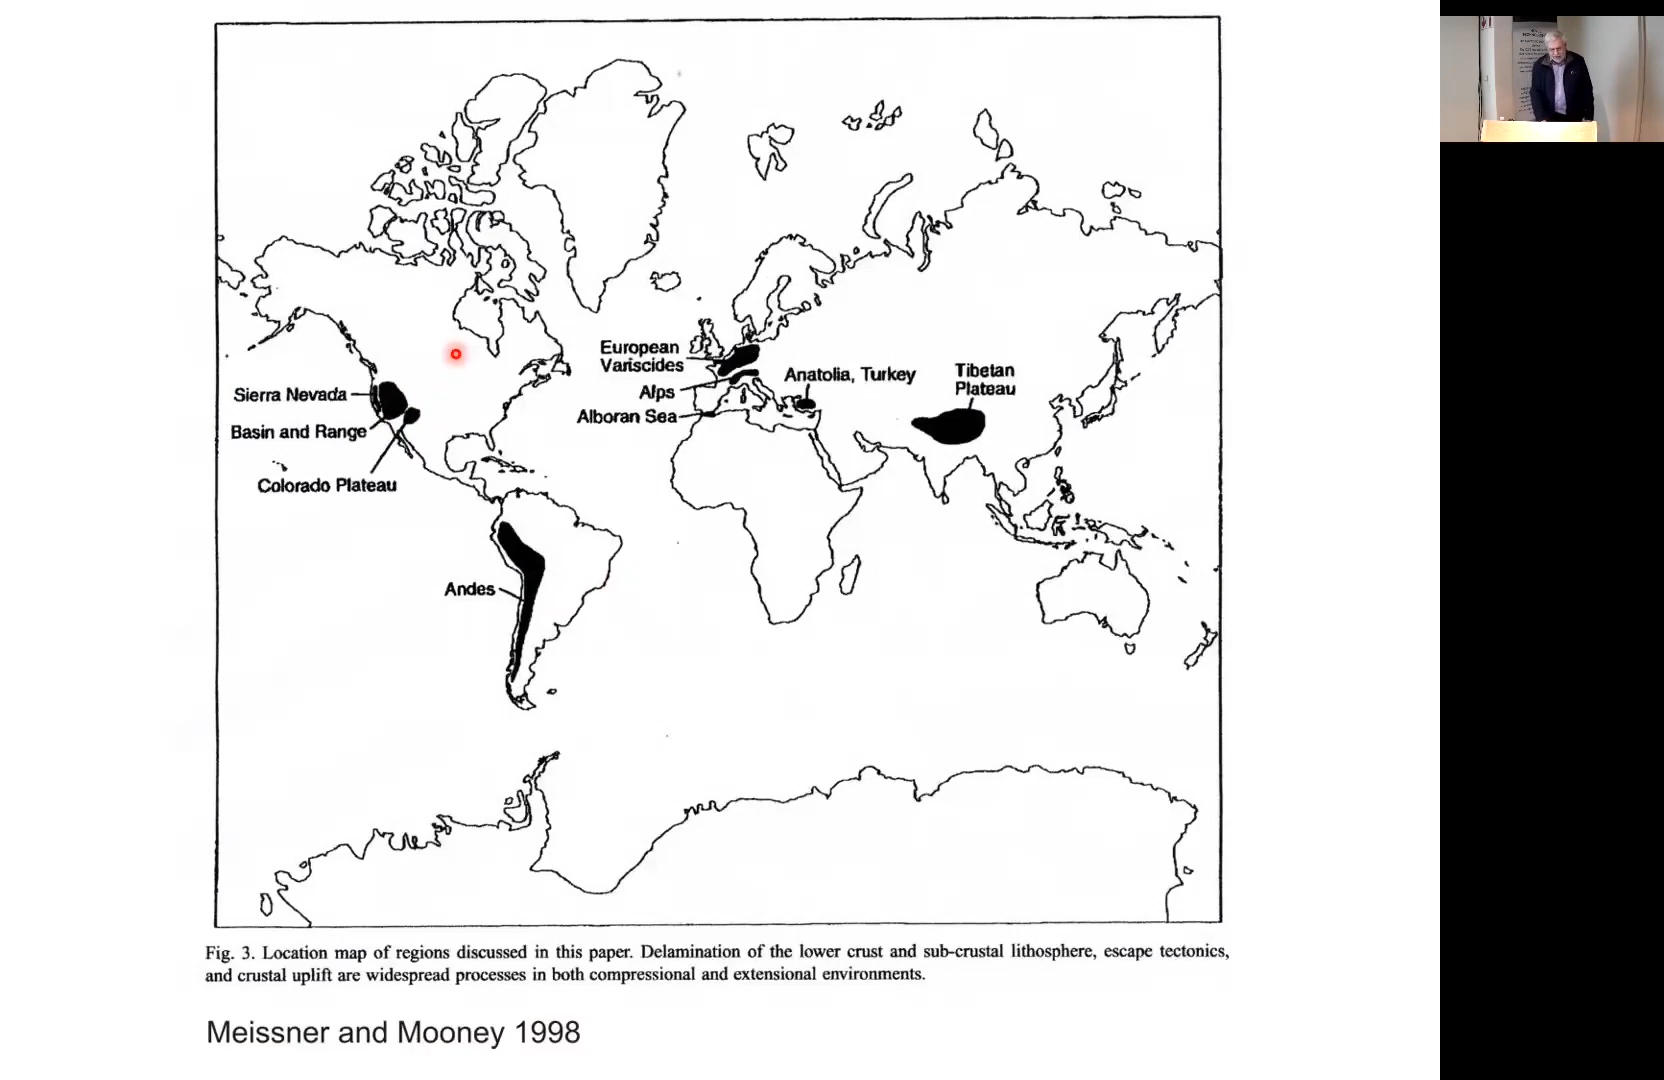 European
Variscides
Alps
Alboran Sea
Anatolia, Turkey
Tibetan
Plateau
Sierra Nevada
Basin and Range
Colorado Plateau
Andes
Fig. 3. Location map of regions discussed in this paper. Delamination of the lower crust and sub-crustal lithosphere, escape tectonics,
and crustal uplift are widespread processes in both compressional and extensional environments.
Meissner and Mooney 1998